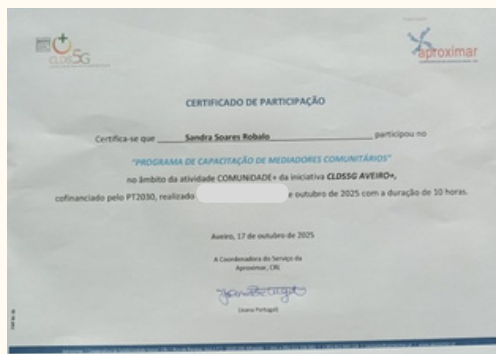 CLDS5G
aproximar
CERTIFICADO DE PARTICIPAÇÃO
Certifica-se que Sandra Soares Robalo participou no
"PROGRAMA DE CAPACITAÇÃO DE MEDIADORES COMUNITÁRIOS"
no âmbito da atividade COMUNIDADE+ da iniciativa CLDS5G AVEIRO+,
cofinanciado pelo PT2030, realizado e outubro de 2025 com a duração de 10 horas.
Aveiro, 17 de outubro de 2025
A Coordenadora do Serviço da
Aproximar, CRL
(Joana Portugal)